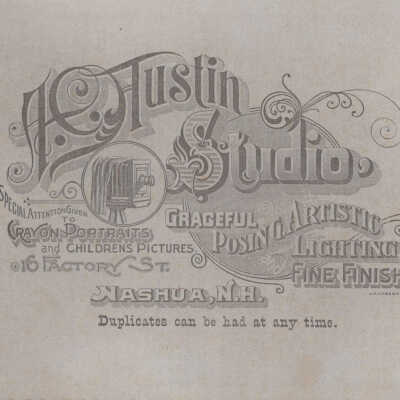 A. C. Austin
Studio.
Special Attention Given
to
Crayon Portraits
and Childrens Pictures
16 Factory St.
Graceful
Posing, Artistic
Lighting
and
Fine Finish
Nashua, N.H.
Duplicates can be had at any time.